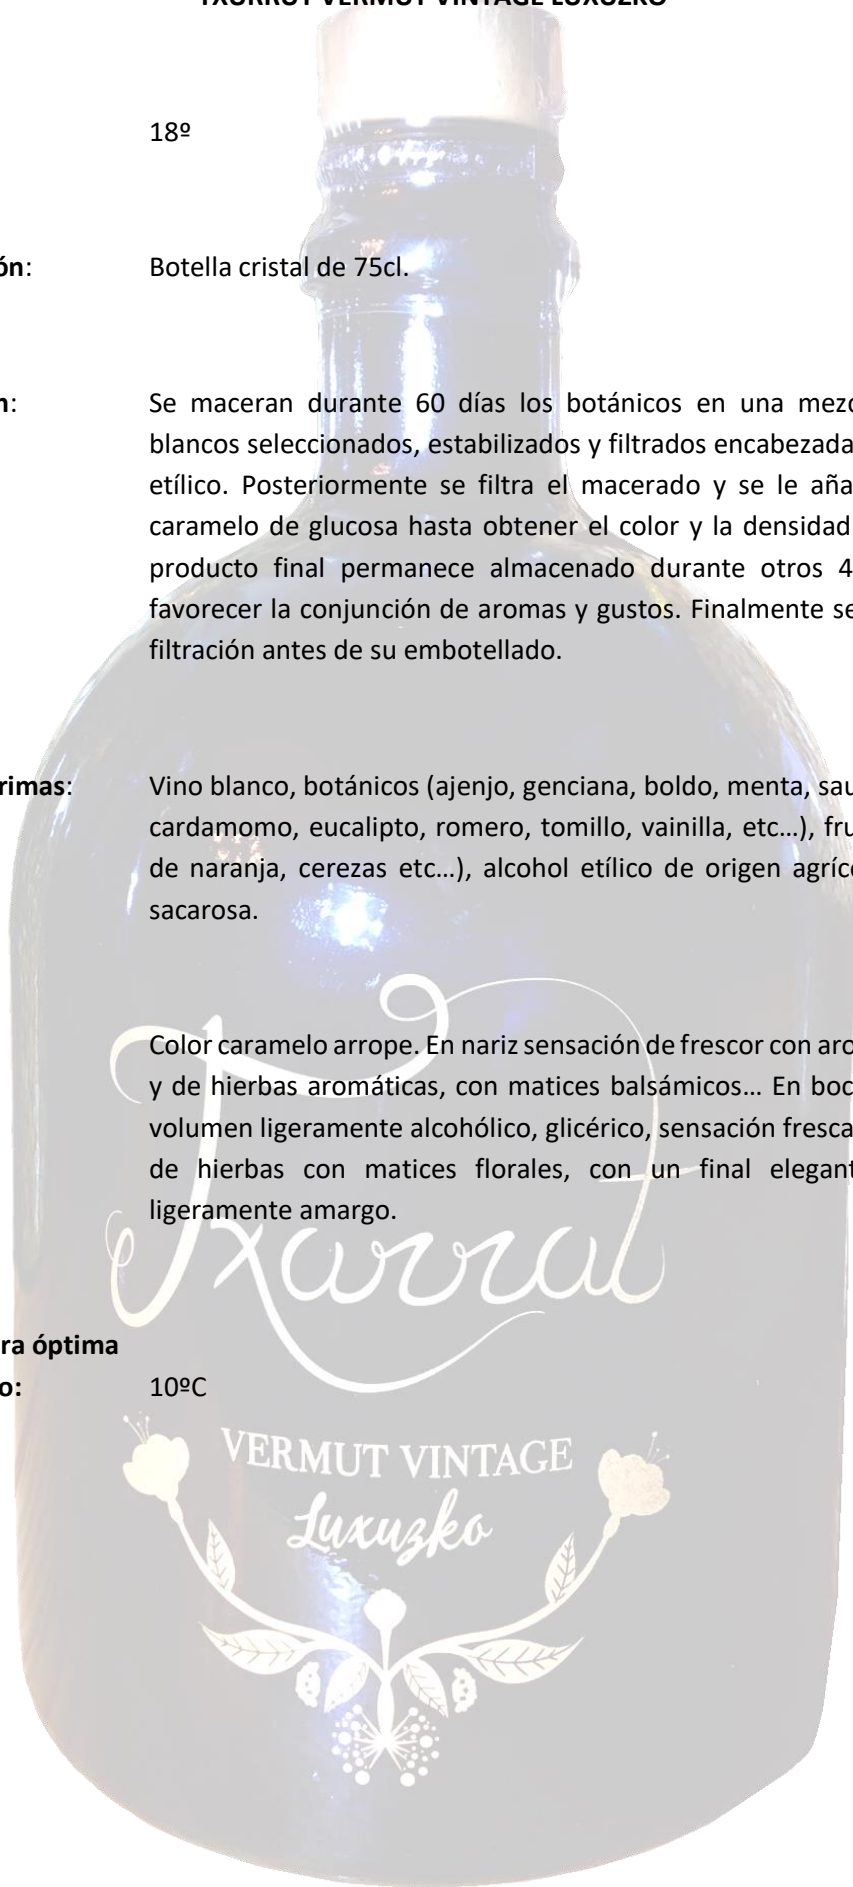 TXURRUT VERMUT VINTAGE LUXUZKO
18º
ón: Botella cristal de 75cl.
n: Se maceran durante 60 días los botánicos en una mezc
blancos seleccionados, estabilizados y filtrados encabezada
etílico. Posteriormente se filtra el macerado y se le aña
caramelo de glucosa hasta obtener el color y la densidad
producto final permanece almacenado durante otros 4
favorecer la conjunción de aromas y gustos. Finalmente se
filtración antes de su embotellado.
rimas: Vino blanco, botánicos (ajenjo, genciana, boldo, menta, sau
cardamomo, eucalipto, romero, tomillo, vainilla, etc…), fru
de naranja, cerezas etc…), alcohol etílico de origen agríc
sacarosa.
Color caramelo arrope. En nariz sensación de frescor con aro
y de hierbas aromáticas, con matices balsámicos… En boc
volumen ligeramente alcohólico, glicérico, sensación fresca
de hierbas con matices florales, con un final elegant
ligeramente amargo.
ra óptima
o: 10ºC
Txurrut
VERMUT VINTAGE
Luxuzko